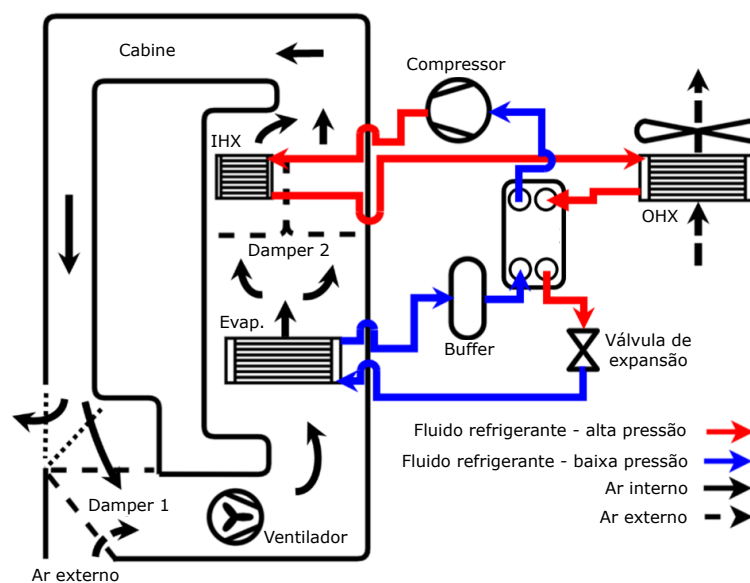 Cabine
Compressor
IHX
OHX
Damper 2
Evap.
Buffer
Válvula de
expansão
Fluido refrigerante - alta pressão
Fluido refrigerante - baixa pressão
Ar interno
Ar externo
Damper 1
Ventilador
Ar externo